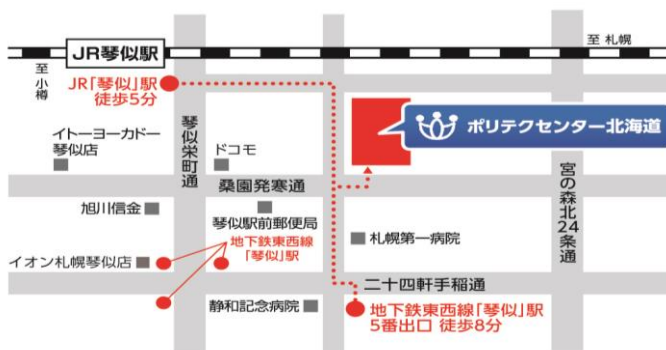 至 札幌
JR琴似駅
至小樽
JR「琴似」駅
徒歩5分
ポリテクセンター北海道
イトーヨーカドー
琴似店
琴似栄町通
ドコモ
宮の森北24条通
桑園発寒通
旭川信金
琴似駅前郵便局
地下鉄東西線
「琴似」駅
札幌第一病院
イオン札幌琴似店
二十四軒手稲通
静和記念病院
地下鉄東西線「琴似」駅
5番出口 徒歩8分